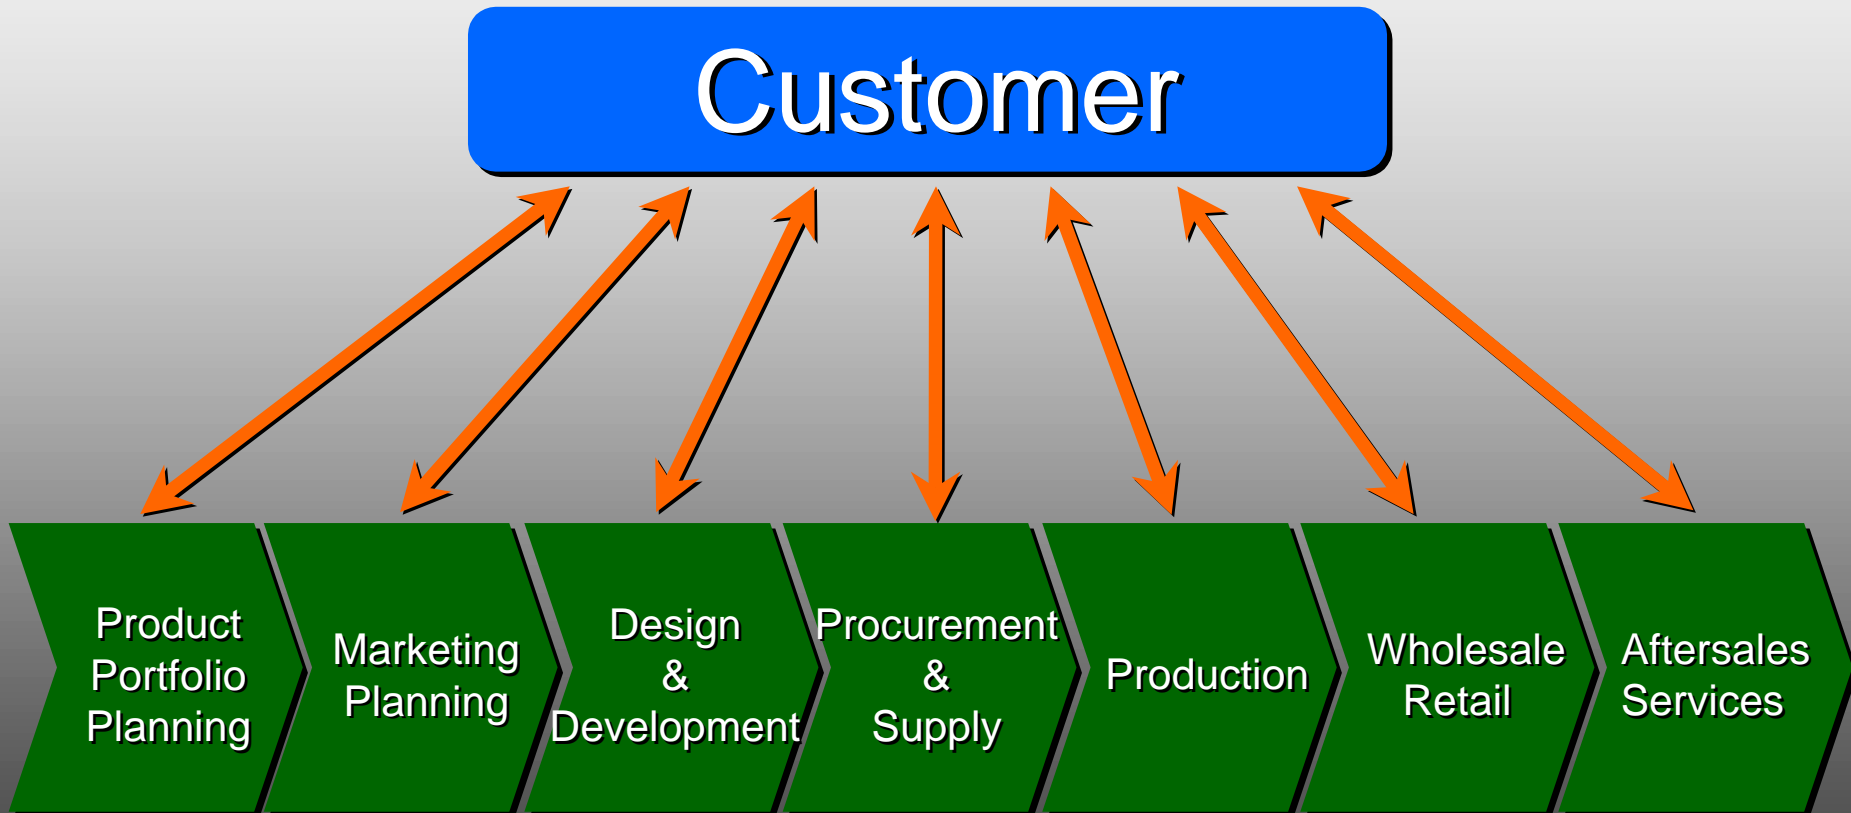 Customer
Product
Portfolio
Planning
Marketing
Planning
Design
&
Development
Procurement
&
Supply
Production
Wholesale
Retail
Aftersales
Services